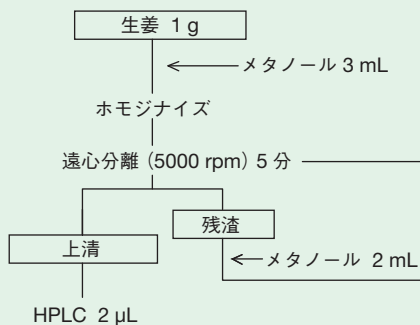 生姜 1 g
メタノール 3 mL
ホモジナイズ
遠心分離 (5000 rpm) 5 分
残渣
上清
メタノール 2 mL
HPLC 2 µL